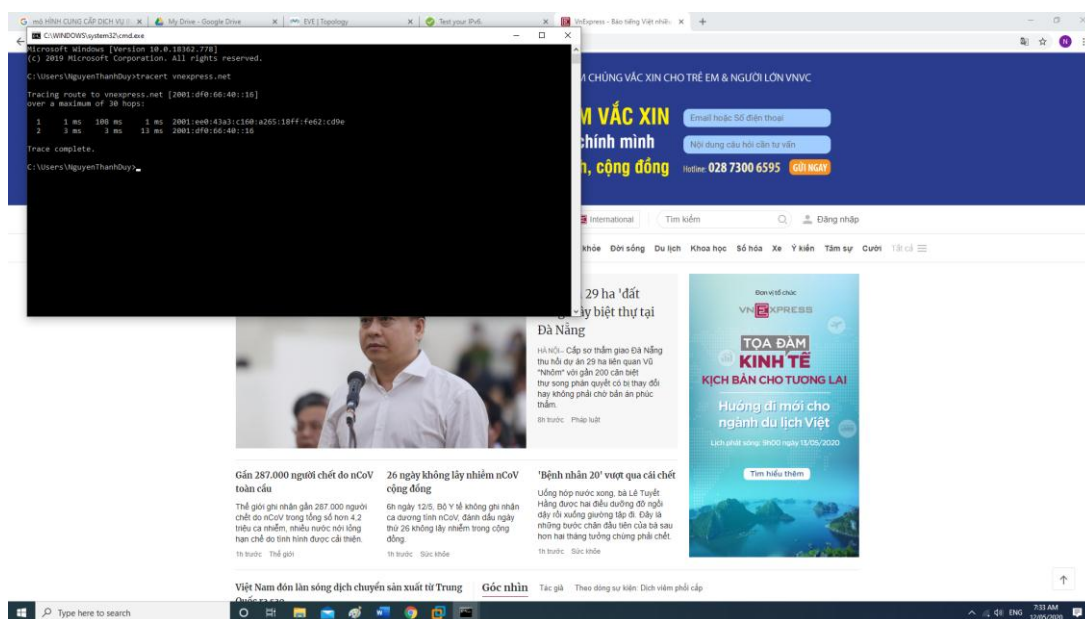 mô HÌNH CUNG CẤP DỊCH VỤ I
My Drive - Google Drive
EVE | Topology
Test your IPv6.
VnExpress - Báo tiếng Việt nhiều
C:\WINDOWS\system32\cmd.exe
Microsoft Windows [Version 10.0.18362.778]
(c) 2019 Microsoft Corporation. All rights reserved.
C:\Users\NguyenThanhDuy>tracert vnexpress.net
Tracing route to vnexpress.net [2001:df0:66:40::16]
over a maximum of 30 hops:
1 1 ms 108 ms 1 ms 2001:ee0:43a3:c160:a265:18ff:fe62:cd9e
2 3 ms 3 ms 13 ms 2001:df0:66:40::16
Trace complete.
C:\Users\NguyenThanhDuy>
M CHỦNG VẮC XIN CHO TRẺ EM & NGƯỜI LỚN VNVC
M VẮC XIN
chính mình
h, cộng đồng
Email hoặc Số điện thoại
Nội dung câu hỏi cần tư vấn
Hotline: 028 7300 6595 GỬI NGAY
International
Tìm kiếm
Đăng nhập
khỏe Đời sống Du lịch Khoa học Số hóa Xe Ý kiến Tâm sự Cười Tất cả
29 ha 'đất
ây biệt thự tại
Đà Nẵng
HÀ NỘI - Cấp sơ thẩm giao Đà Nẵng
thu hồi dự án 29 ha liên quan Vũ
"Nhôm" với gần 200 căn biệt
thự song phán quyết có bị thay đổi
hay không phải chờ bản án phúc
thẩm.
8h trước Pháp luật
Đơn vị tổ chức
VNEXPRESS
TỌA ĐÀM
KINH TẾ
KỊCH BẢN CHO TƯƠNG LAI
Hướng đi mới cho
ngành du lịch Việt
Lịch phát sóng: 9h00 ngày 13/05/2020
Tìm hiểu thêm
Gần 287.000 người chết do nCoV
toàn cầu
Thế giới ghi nhận gần 287.000 người
chết do nCoV trong tổng số hơn 4,2
triệu ca nhiễm, nhiều nước nới lỏng
hạn chế do tình hình được cải thiện.
1h trước Thế giới
26 ngày không lây nhiễm nCoV
cộng đồng
6h ngày 12/5, Bộ Y tế không ghi nhận
ca dương tính nCoV, đánh dấu ngày
thứ 26 không lây nhiễm trong cộng
đồng.
1h trước Sức khỏe
'Bệnh nhân 20' vượt qua cái chết
Uống hớp nước xong, bà Lê Tuyết
Hằng được hai điều dưỡng đỡ ngồi
dậy rồi xuống giường tập đi. Đây là
những bước chân đầu tiên của bà sau
hơn hai tháng tưởng chừng phải chết.
1h trước Sức khỏe
Việt Nam đón làn sóng dịch chuyển sản xuất từ Trung
Quốc ra sao
Góc nhìn Tác giả Theo dòng sự kiện: Dịch viêm phổi cấp
Type here to search
ENG
7:33 AM
12/05/2020